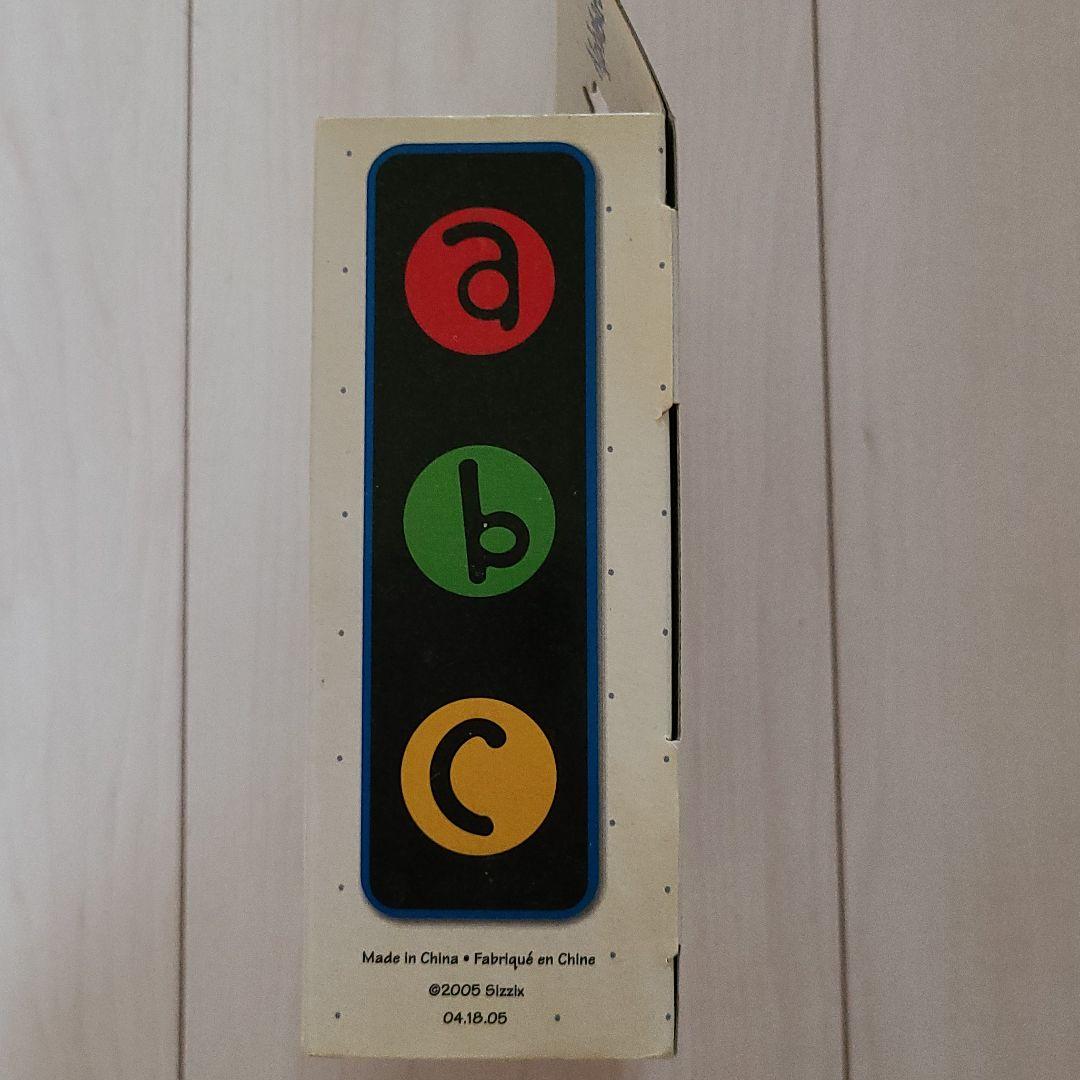 a
b
c
Made in China • Fabriqué en Chine
©2005 Sizzix
04.18.05